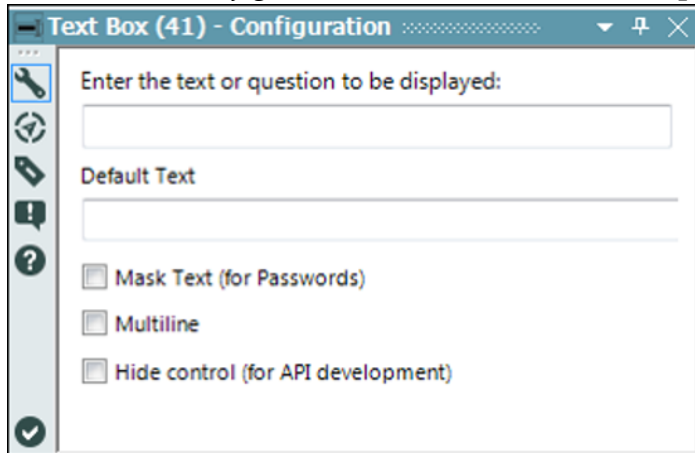 Text Box (41) - Configuration
Enter the text or question to be displayed:
Default Text
Mask Text (for Passwords)
Multiline
Hide control (for API development)